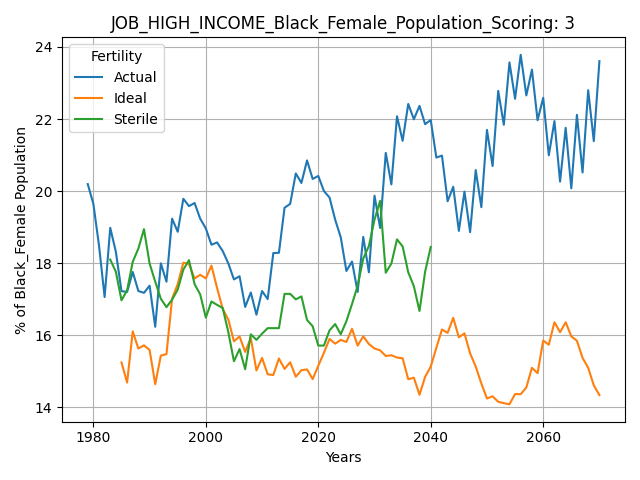 JOB_HIGH_INCOME_Black_Female_Population_Scoring: 3
Fertility
Actual
Ideal
Sterile
% of Black_Female Population
24
22
20
18
16
14
1980
2000
2020
2040
2060
Years